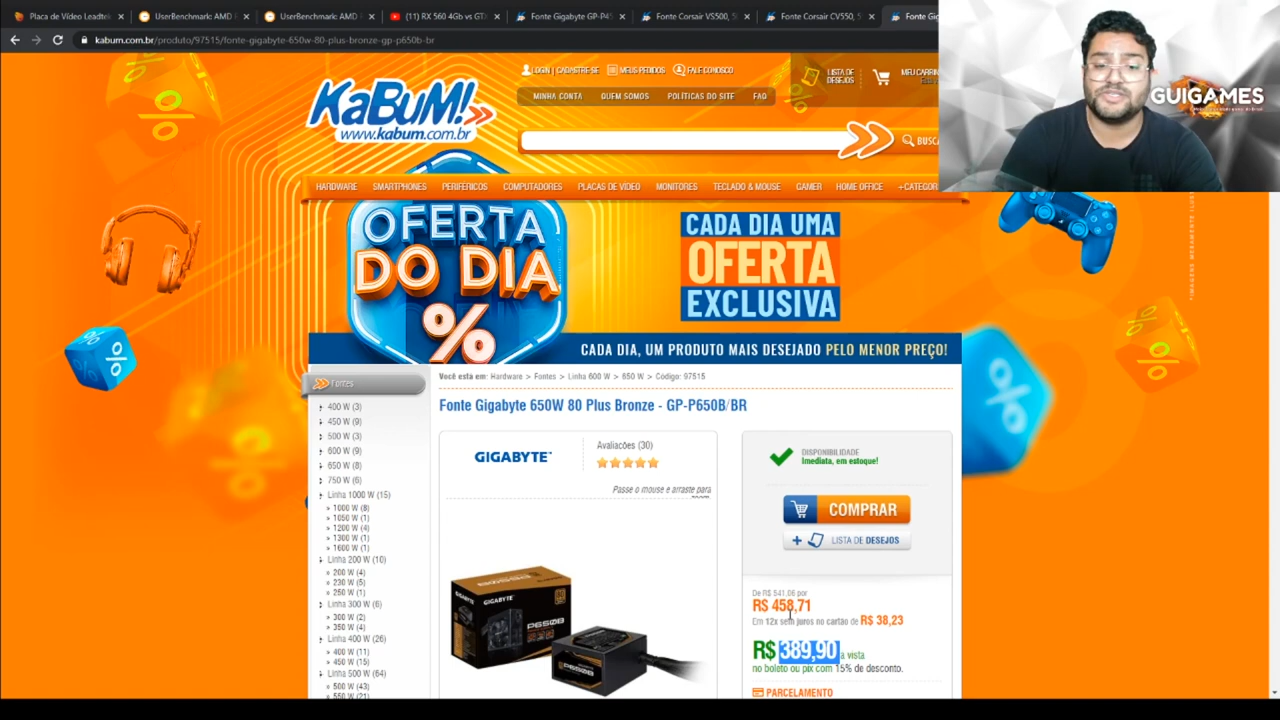 Placa de Vídeo Leadtek
UserBenchmark: AMD
UserBenchmark: AMD
(11) RX 560 4Gb vs GTX
Fonte Gigabyte GP-P45
Fonte Corsair VS500, 5
Fonte Corsair CV550, 5
Fonte Gig
kabum.com.br/produto/97515/fonte-gigabyte-650w-80-plus-bronze-gp-p650b-br
GUIGAMES
KaBuM!
www.kabum.com.br
LOGIN | CADASTRE-SE
MEUS PEDIDOS
FALE CONOSCO
LISTA DE DESEJOS
MEU CARRIN
MINHA CONTA
QUEM SOMOS
POLÍTICAS DO SITE
FAQ
BUSCA
HARDWARE
SMARTPHONES
PERIFÉRICOS
COMPUTADORES
PLACAS DE VÍDEO
MONITORES
TECLADO & MOUSE
GAMER
HOME OFFICE
+CATEGOR
OFERTA
DO DIA
%
CADA DIA UMA
OFERTA
EXCLUSIVA
CADA DIA, UM PRODUTO MAIS DESEJADO PELO MENOR PREÇO!
Fontes
400 W (3)
450 W (9)
500 W (3)
600 W (9)
650 W (8)
750 W (6)
Linha 1000 W (15)
» 1000 W (8)
» 1050 W (1)
» 1200 W (4)
» 1300 W (1)
» 1600 W (1)
Linha 200 W (10)
» 200 W (4)
» 230 W (5)
» 250 W (1)
Linha 300 W (6)
» 300 W (2)
» 350 W (4)
Linha 400 W (26)
» 400 W (11)
» 450 W (15)
Linha 500 W (64)
» 500 W (43)
» 550 W (21)
Você está em: Hardware > Fontes > Linha 600 W > 650 W > Código: 97515
Fonte Gigabyte 650W 80 Plus Bronze - GP-P650B/BR
GIGABYTE™
Avaliacões (30)
Passe o mouse e arraste para
zoom.
GIGABYTE
P650B
P650B
DISPONIBILIDADE
Imediata, em estoque!
COMPRAR
+ LISTA DE DESEJOS
De R$ 541,06 por
R$ 458,71
Em 12x sem juros no cartão de R$ 38,23
R$ 389,90 à vista
no boleto ou pix com 15% de desconto.
PARCELAMENTO